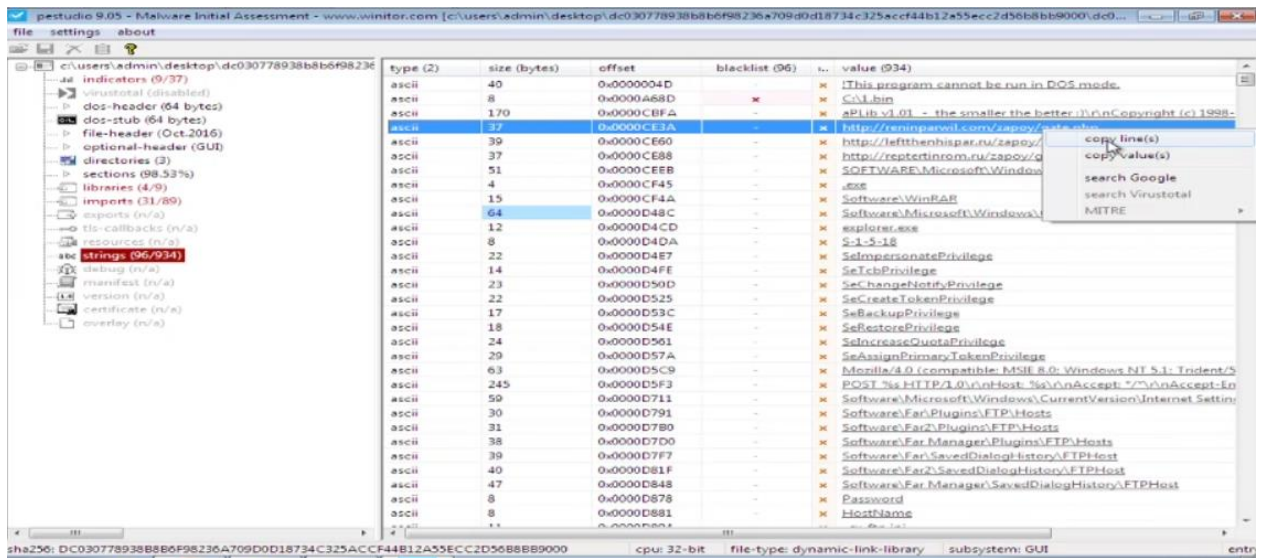 pestudio 9.05 - Malware Initial Assessment - www.winitor.com [c:\users\admin\desktop\dc030778938b8b6f98236a709d0d18734c325accf44b12a55ecc2d56b8bb9000\dc0...
file settings about
c:\users\admin\desktop\dc030778938b8b6f98236
indicators (9/37)
virustotal (disabled)
dos-header (64 bytes)
dos-stub (64 bytes)
file-header (Oct.2016)
optional-header (GUI)
directories (3)
sections (98.53%)
libraries (4/9)
imports (31/89)
exports (n/a)
tls-callbacks (n/a)
resources (n/a)
abc strings (96/934)
debug (n/a)
manifest (n/a)
version (n/a)
certificate (n/a)
overlay (n/a)
type (2) size (bytes) offset blacklist (96) value (934)
ascii 40 0x0000004D - x !This program cannot be run in DOS mode.
ascii 8 0x0000A68D x x C:\1.bin
ascii 170 0x0000CBFA - x aPLib v1.01 - the smaller the better :)\r\nCopyright (c) 1998-
ascii 37 0x0000CE3A - x http://reninparwil.com/zapoy/gate.php
ascii 39 0x0000CE60 - x http://leftthenhispar.ru/zapoy/
ascii 37 0x0000CE88 - x http://reptertinrom.ru/zapoy/g
ascii 51 0x0000CEEB - x SOFTWARE\Microsoft\Window
ascii 4 0x0000CF45 - x .exe
ascii 15 0x0000CF4A - x Software\WinRAR
ascii 64 0x0000D48C - x Software\Microsoft\Windows\
ascii 12 0x0000D4CD - x explorer.exe
ascii 8 0x0000D4DA - x S-1-5-18
ascii 22 0x0000D4E7 - x SeImpersonatePrivilege
ascii 14 0x0000D4FE - x SeTcbPrivilege
ascii 23 0x0000D50D - x SeChangeNotifyPrivilege
ascii 22 0x0000D525 - x SeCreateTokenPrivilege
ascii 17 0x0000D53C - x SeBackupPrivilege
ascii 18 0x0000D54E - x SeRestorePrivilege
ascii 24 0x0000D561 - x SeIncreaseQuotaPrivilege
ascii 29 0x0000D57A - x SeAssignPrimaryTokenPrivilege
ascii 63 0x0000D5C9 - x Mozilla/4.0 (compatible; MSIE 8.0; Windows NT 5.1; Trident/5
ascii 245 0x0000D5F3 - x POST %s HTTP/1.0\r\nHost: %s\r\nAccept: */*\r\nAccept-En
ascii 59 0x0000D711 - x Software\Microsoft\Windows\CurrentVersion\Internet Setting
ascii 30 0x0000D791 - x Software\Far\Plugins\FTP\Hosts
ascii 31 0x0000D7B0 - x Software\Far2\Plugins\FTP\Hosts
ascii 38 0x0000D7D0 - x Software\Far Manager\Plugins\FTP\Hosts
ascii 39 0x0000D7F7 - x Software\Far\SavedDialogHistory\FTPHost
ascii 40 0x0000D81F - x Software\Far2\SavedDialogHistory\FTPHost
ascii 47 0x0000D848 - x Software\Far Manager\SavedDialogHistory\FTPHost
ascii 8 0x0000D878 - x Password
ascii 8 0x0000D881 - x HostName
copy line(s)
copy value(s)
search Google
search Virustotal
MITRE
sha256: DC030778938B8B6F98236A709D0D18734C325ACCF44B12A55ECC2D56B8BB9000 cpu: 32-bit file-type: dynamic-link-library subsystem: GUI entr